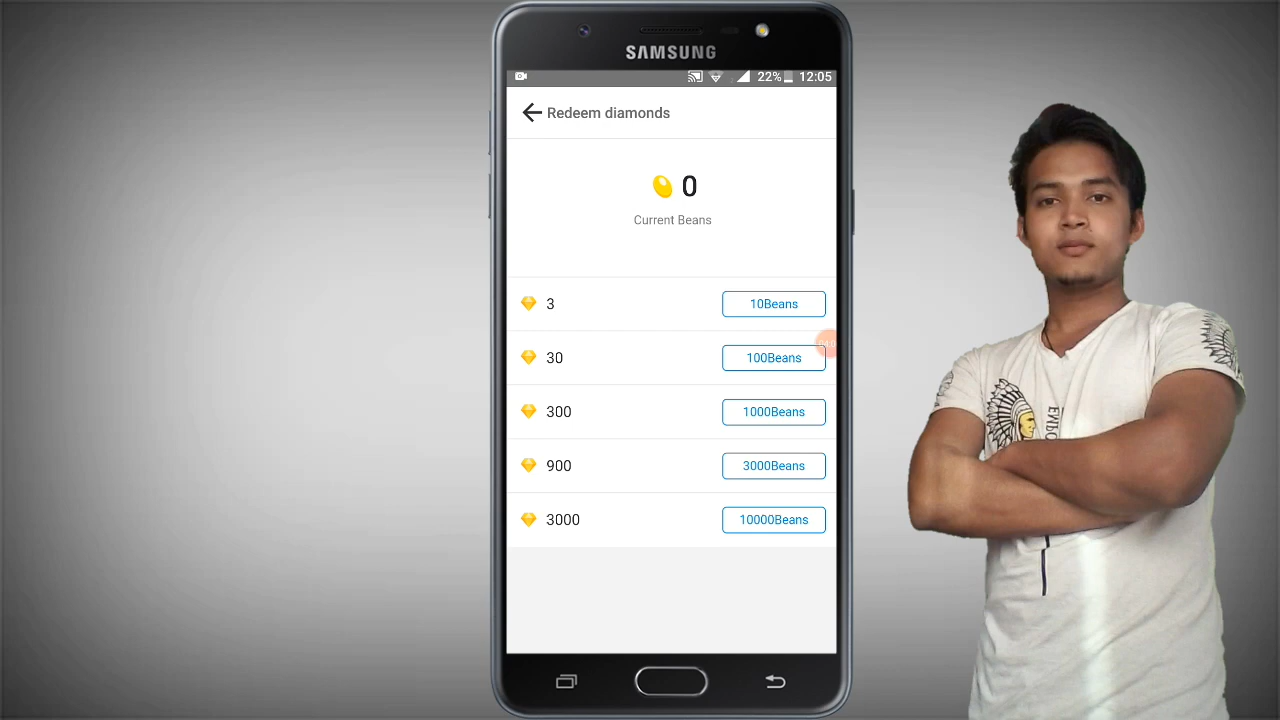 SAMSUNG
22% 12:05
Redeem diamonds
0
Current Beans
3 10Beans
30 100Beans
300 1000Beans
900 3000Beans
3000 10000Beans